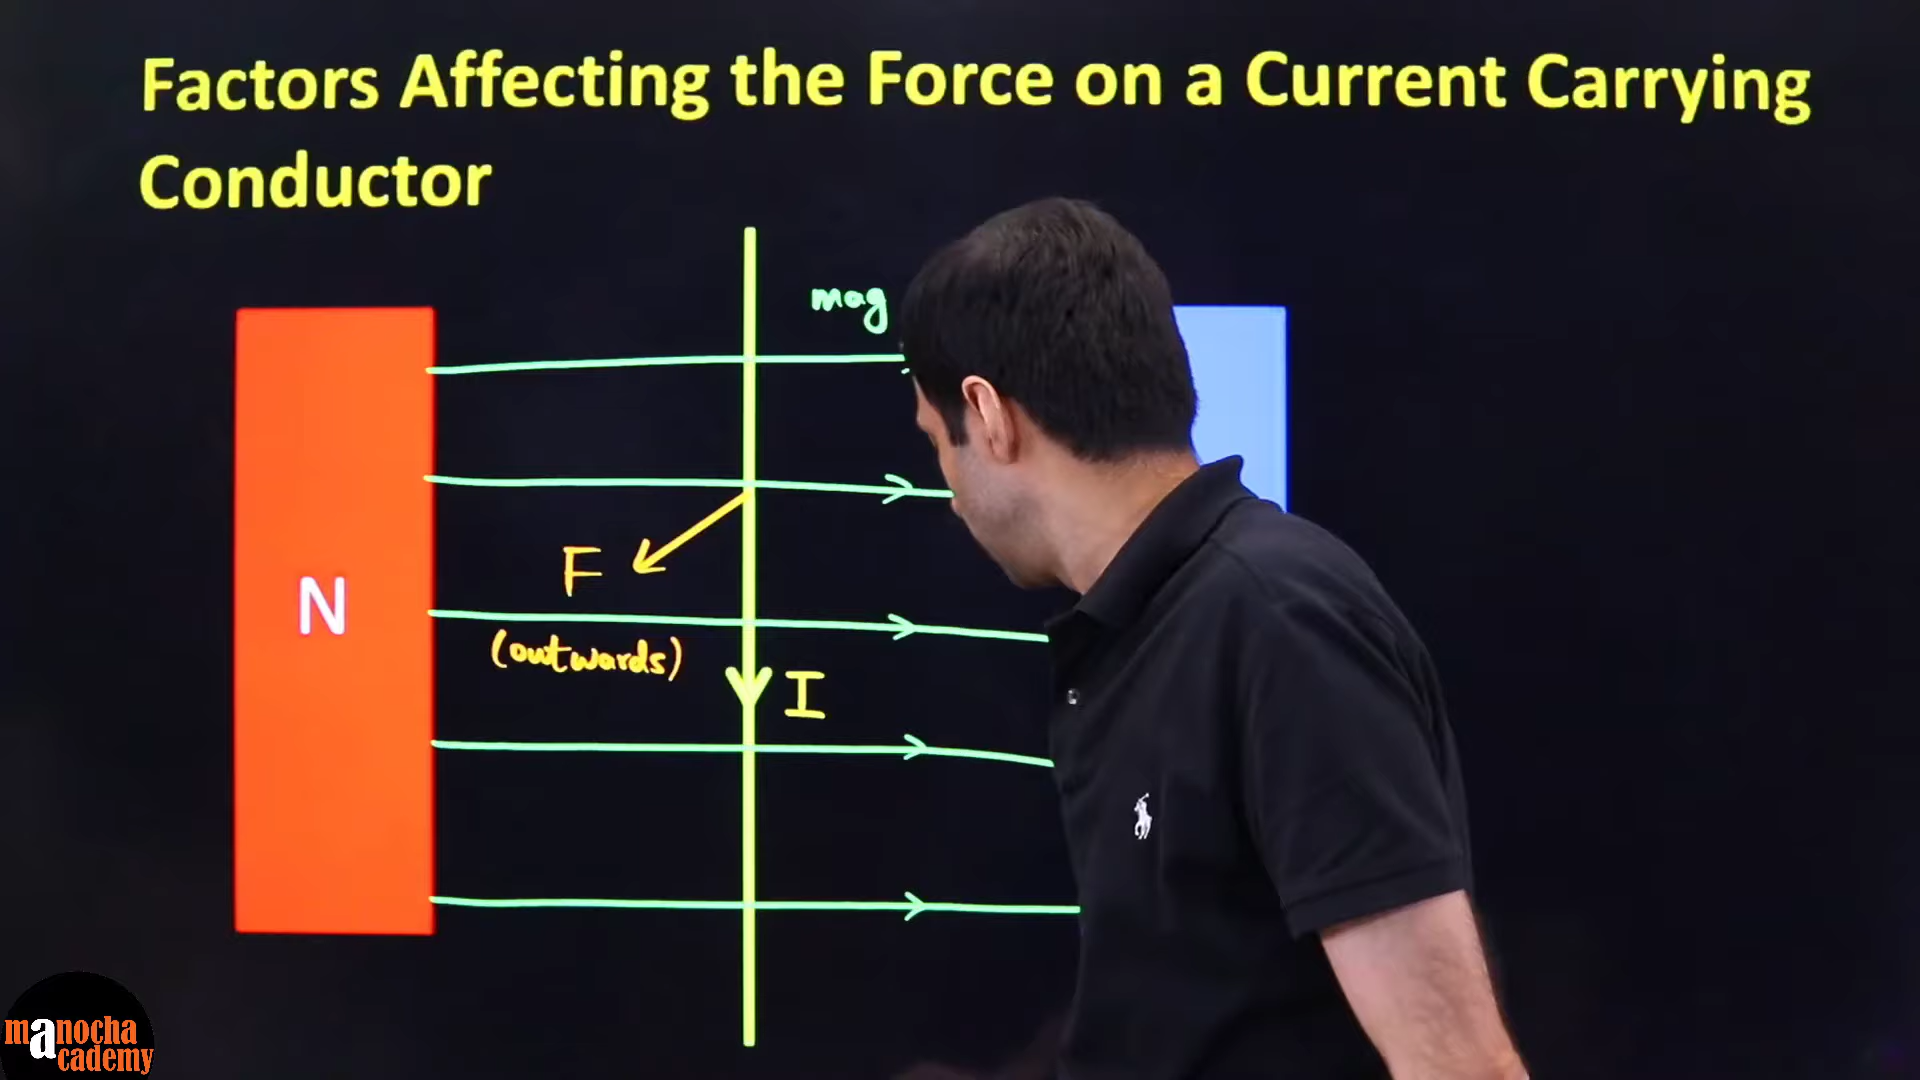 Factors Affecting the Force on a Current Carrying
Conductor
mag
F
N
(outwards)
I
manocha
academy